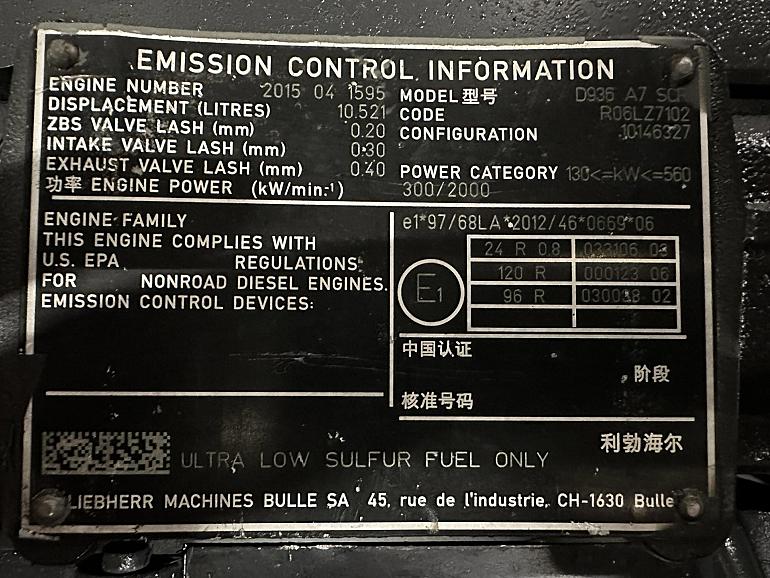 EMISSION CONTROL INFORMATION
ENGINE NUMBER 2015 04 1595
DISPLACEMENT (LITRES) 10.521
ZBS VALVE LASH (mm) 0.20
INTAKE VALVE LASH (mm) 0.30
EXHAUST VALVE LASH (mm) 0.40
功率 ENGINE POWER (kW/min.-¹) 300/2000
MODEL 型号 D936 A7 SCR
CODE R06LZ7102
CONFIGURATION 10146327
POWER CATEGORY 130<=kW<=560
ENGINE FAMILY
THIS ENGINE COMPLIES WITH
U.S. EPA REGULATIONS
FOR NONROAD DIESEL ENGINES.
EMISSION CONTROL DEVICES:
e1*97/68LA*2012/46*0669*06
E1
24 R 0.8 033106 03
120 R 000123 06
96 R 030038 02
中国认证
阶段
核准号码
利勃海尔
ULTRA LOW SULFUR FUEL ONLY
LIEBHERR MACHINES BULLE SA 45, rue de l'industrie, CH-1630 Bulle